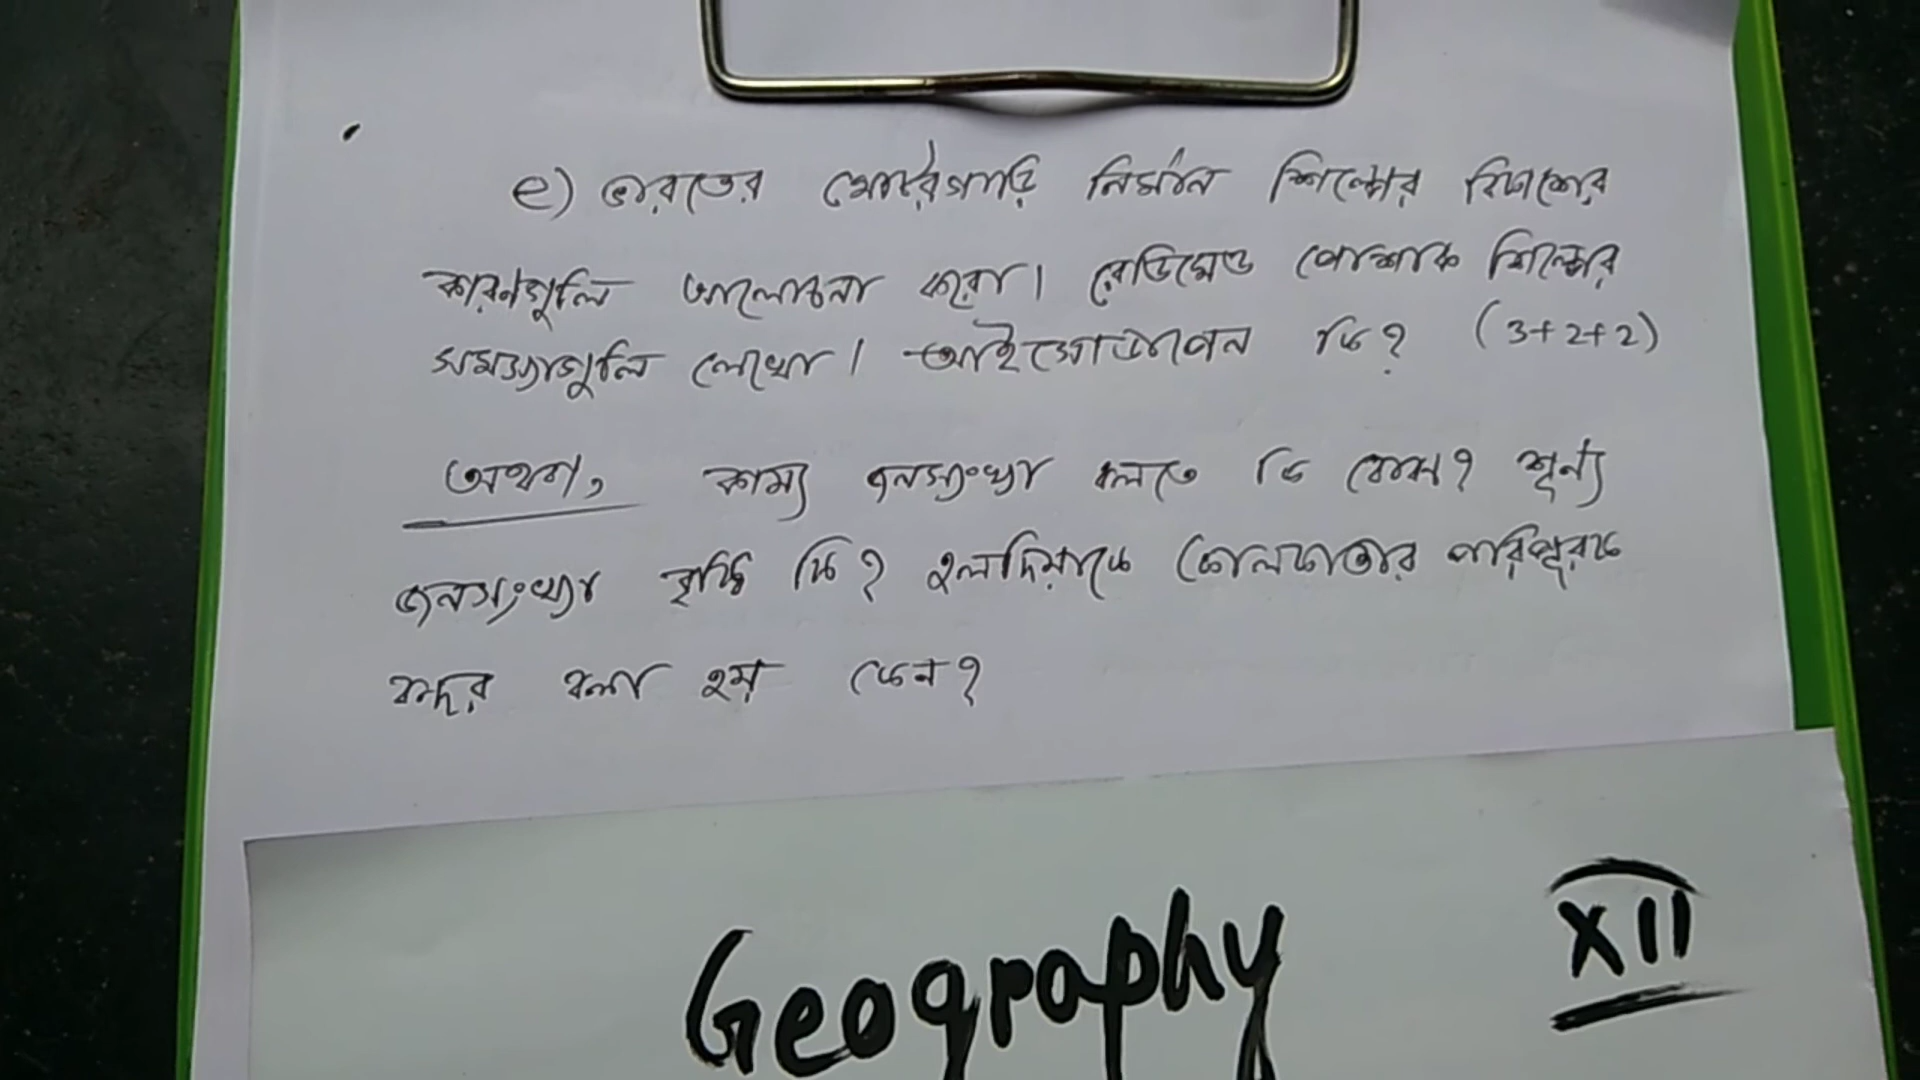 e) ভারতের মোটরগাড়ি নির্মান শিল্পের বিকাশের
কারণগুলি আলোচনা করো। রেডিমেড পোশাক শিল্পের
সমস্যাগুলি লেখো। আইসোডাপেন কি? (3+2+2)
অথবা, কাম্য জনসংখ্যা বলতে কি বোঝ? শূন্য
জনসংখ্যা বৃদ্ধি কি? হলদিয়াকে কোলকাতার পরিপূরক
বন্দর বলা হয় কেন?
Geography
XII